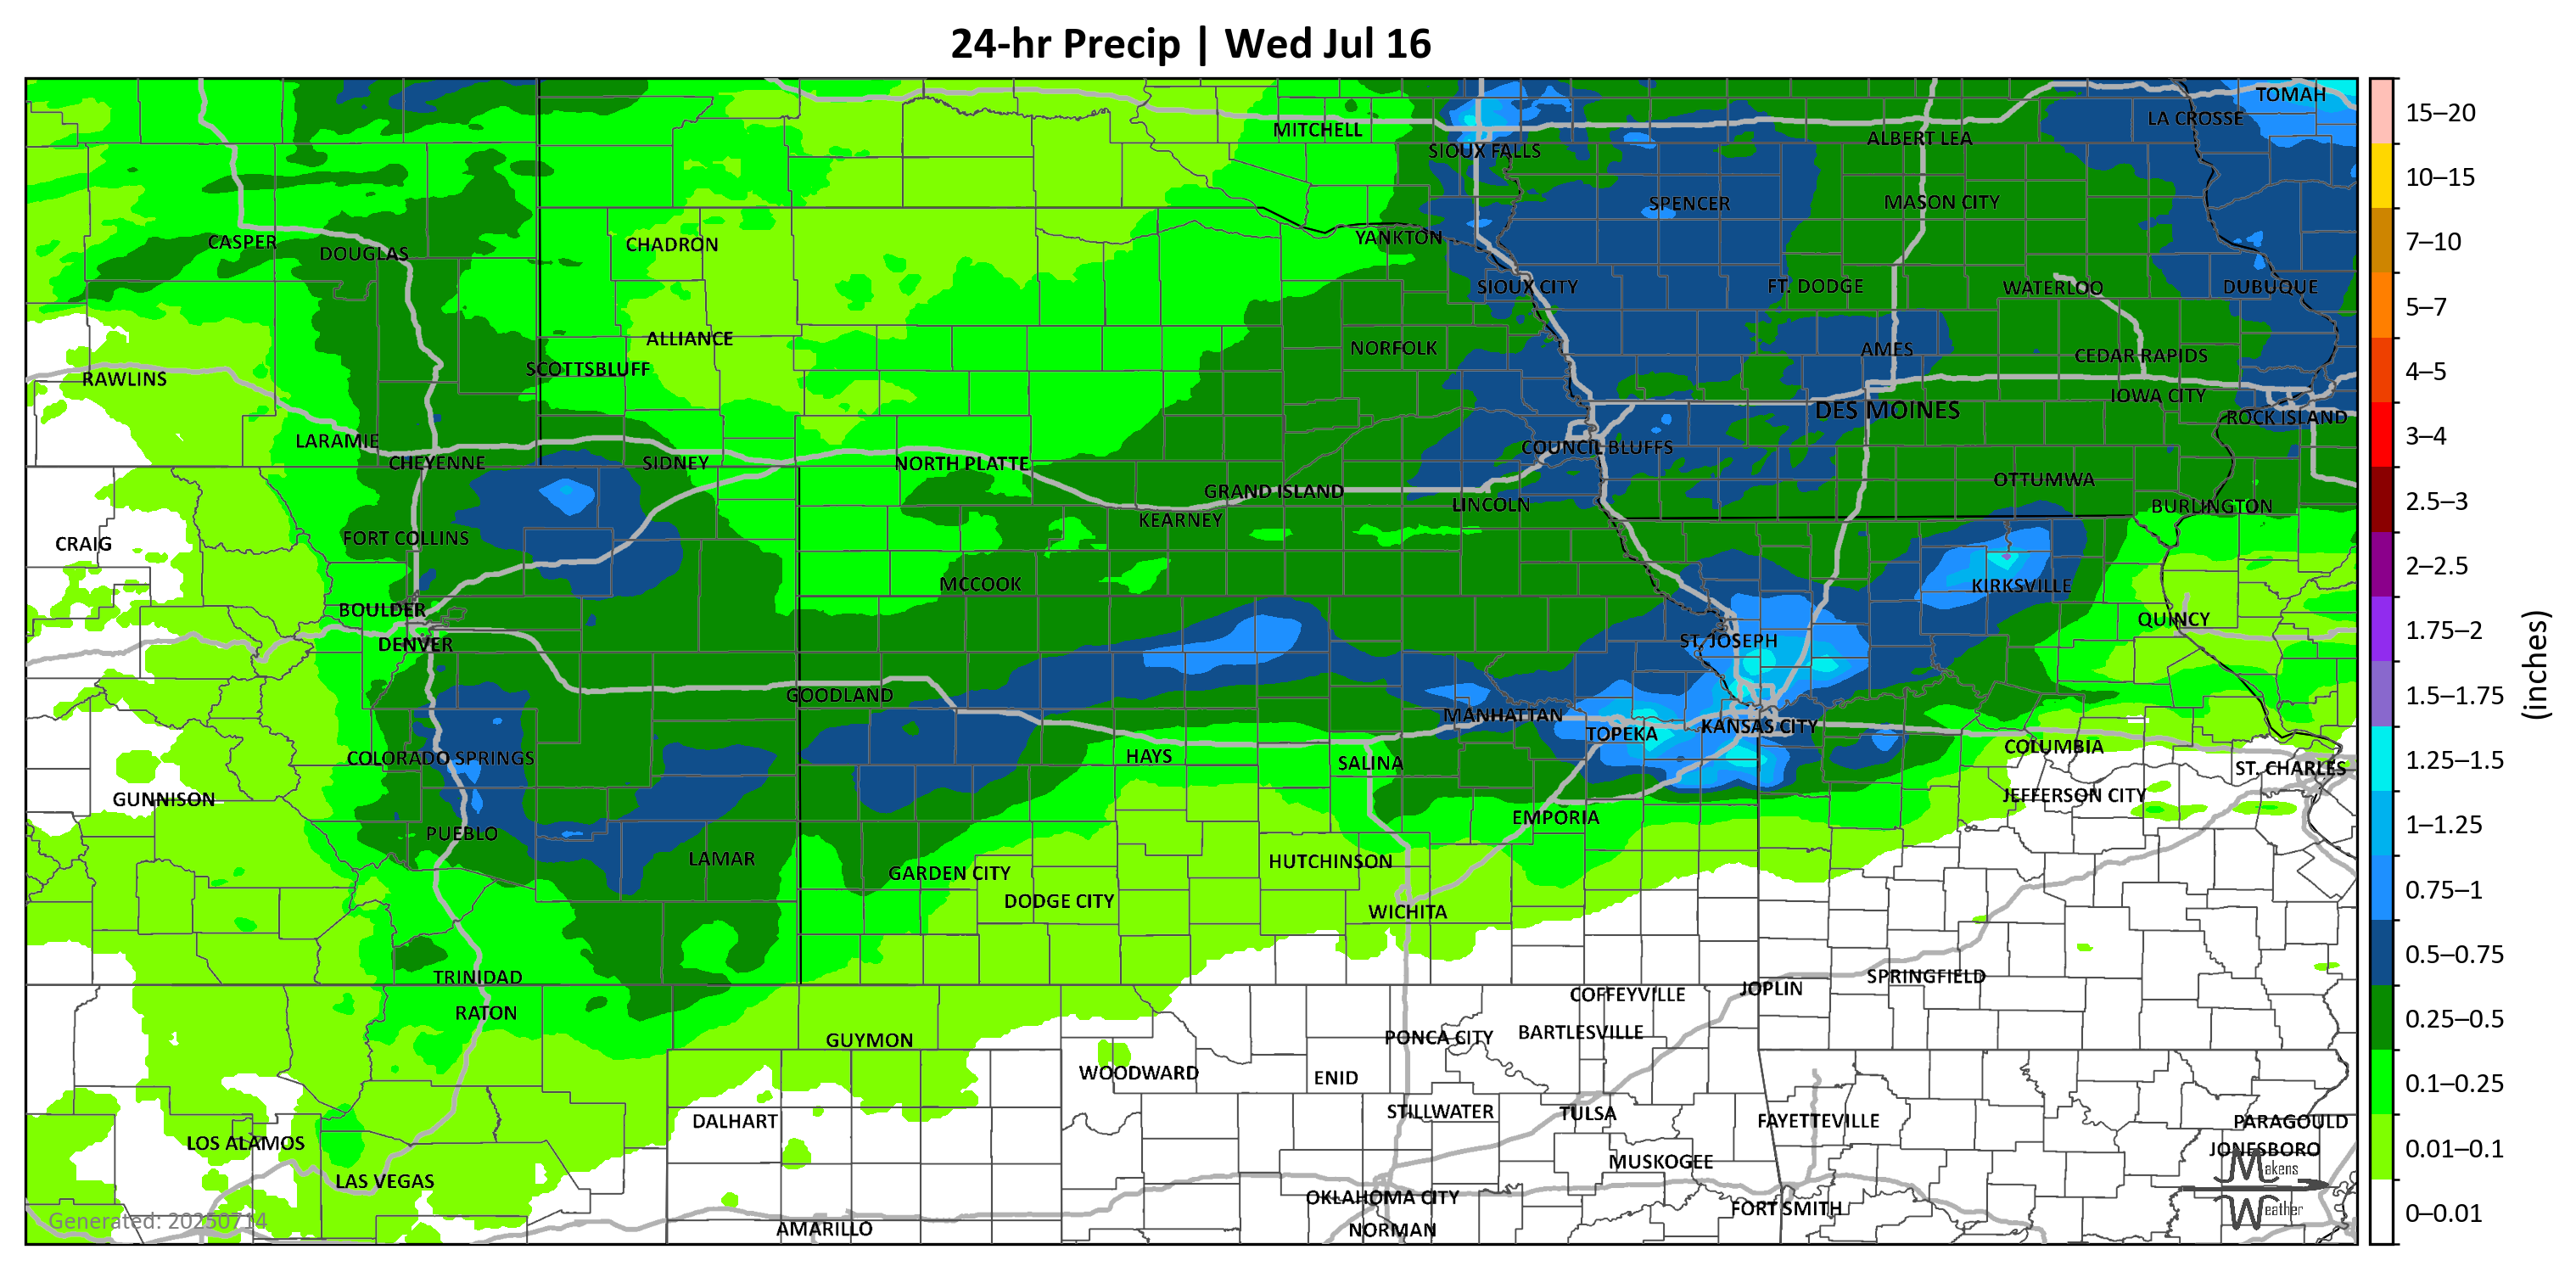 24-hr Precip | Wed Jul 16
TOMAH
LA CROSSE
MITCHELL
ALBERT LEA
SIOUX FALLS
SPENCER
MASON CITY
YANKTON
CASPER
CHADRON
DOUGLAS
SIOUX CITY
FT. DODGE
WATERLOO
DUBUQUE
ALLIANCE
NORFOLK
AMES
CEDAR RAPIDS
SCOTTSBLUFF
RAWLINS
IOWA CITY
DES MOINES
ROCK ISLAND
LARAMIE
COUNCIL BLUFFS
CHEYENNE
SIDNEY
NORTH PLATTE
OTTUMWA
GRAND ISLAND
LINCOLN
BURLINGTON
KEARNEY
FORT COLLINS
CRAIG
MCCOOK
KIRKSVILLE
BOULDER
QUINCY
DENVER
ST. JOSEPH
GOODLAND
MANHATTAN
TOPEKA
KANSAS CITY
COLUMBIA
COLORADO SPRINGS
HAYS
SALINA
ST. CHARLES
GUNNISON
JEFFERSON CITY
EMPORIA
PUEBLO
LAMAR
HUTCHINSON
GARDEN CITY
DODGE CITY
WICHITA
TRINIDAD
SPRINGFIELD
JOPLIN
COFFEYVILLE
RATON
GUYMON
PONCA CITY
BARTLESVILLE
WOODWARD
ENID
STILLWATER
TULSA
DALHART
FAYETTEVILLE
PARAGOULD
LOS ALAMOS
JONESBORO
MUSKOGEE
LAS VEGAS
OKLAHOMA CITY
FORT SMITH
AMARILLO
NORMAN
Generated: 20250714
Makens
Weather
15–20
10–15
7–10
5–7
4–5
3–4
2.5–3
2–2.5
1.75–2
1.5–1.75
1.25–1.5
1–1.25
0.75–1
0.5–0.75
0.25–0.5
0.1–0.25
0.01–0.1
0–0.01
(inches)